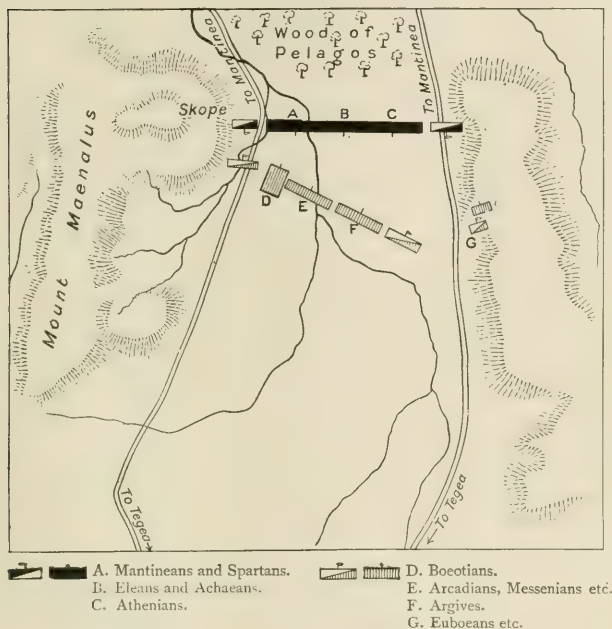 Wood of
Pelagos
To Mantinea
To Mantinea
Skope
A B C
Mount Maenalus
D
E
F
G
To Tegea
To Tegea
A. Mantineans and Spartans.
B. Eleans and Achaeans.
C. Athenians.
D. Boeotians.
E. Arcadians, Messenians etc.
F. Argives.
G. Euboeans etc.